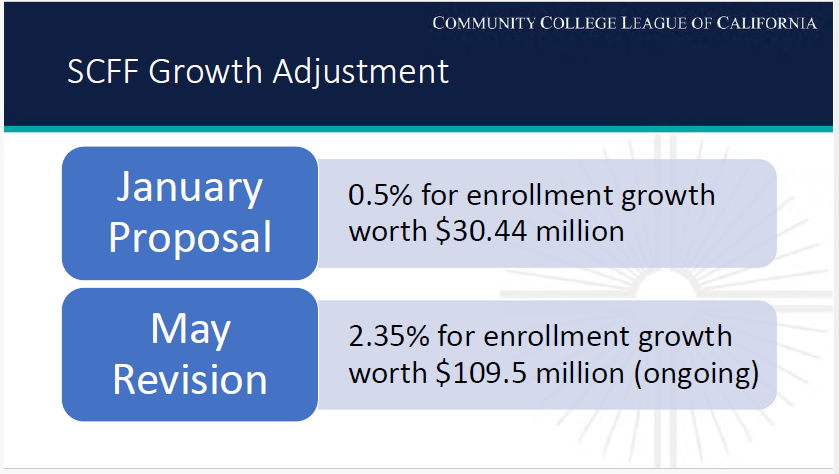 COMMUNITY COLLEGE LEAGUE OF CALIFORNIA
SCFF Growth Adjustment
January
Proposal
0.5% for enrollment growth
worth $30.44 million
May
Revision
2.35% for enrollment growth
worth $109.5 million (ongoing)